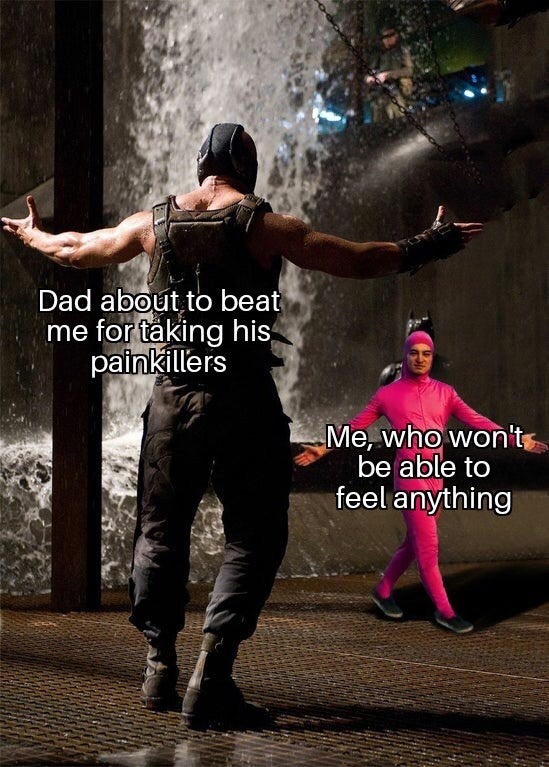 Dad about to beat
me for taking his
painkillers
Me, who won't
be able to
feel anything